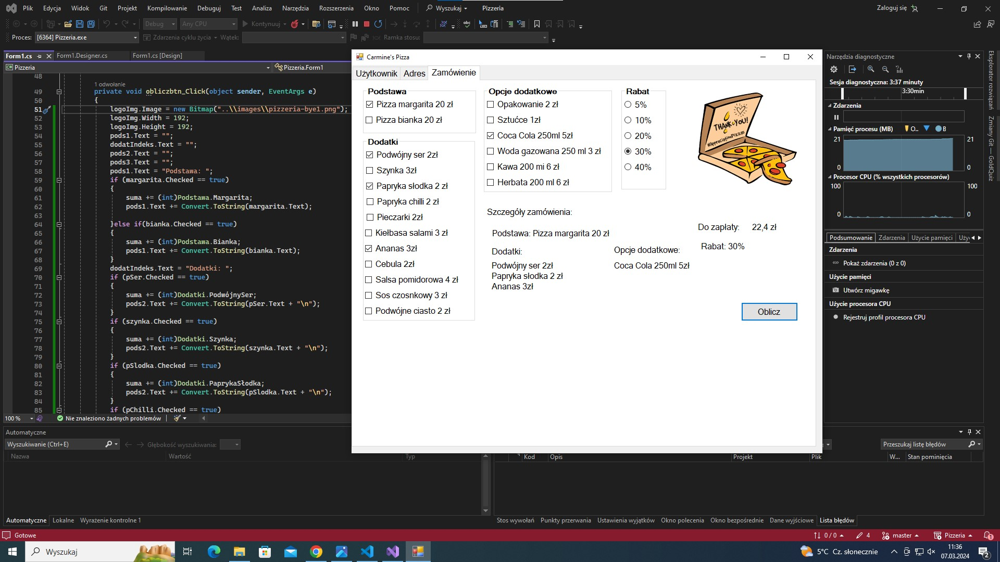 Plik Edycja Widok Git Projekt Kompilowanie Debuguj Test Analiza Narzędzia Rozszerzenia Okno Pomoc Wyszukaj Pizzeria Zaloguj się
Debug Any CPU Kontynuuj
Proces: [6364] Pizzeria.exe Zdarzenia cyklu życia Wątek: Ramka stosu:
Form1.cs Form1.Designer.cs Form1.cs [Design]
Pizzeria Pizzeria.Form1
48
1 odwołanie
49 private void obliczbtn_Click(object sender, EventArgs e)
50 {
51 logoImg.Image = new Bitmap("..\\images\\pizzeria-bye1.png");
52 logoImg.Width = 192;
53 logoImg.Height = 192;
54 pods1.Text = "";
55 dodatIndeks.Text = "";
56 pods2.Text = "";
57 pods3.Text = "";
58 pods1.Text = "Podstawa: ";
59 if (margarita.Checked == true)
60 {
61 suma += (int)Podstawa.Margarita;
62 pods1.Text += Convert.ToString(margarita.Text);
63
64 }else if(bianka.Checked == true)
65 {
66 suma += (int)Podstawa.Bianka;
67 pods1.Text += Convert.ToString(bianka.Text);
68 }
69 dodatIndeks.Text = "Dodatki: ";
70 if (pSer.Checked == true)
71 {
72 suma += (int)Dodatki.PodwójnySer;
73 pods2.Text += Convert.ToString(pSer.Text + "\n");
74 }
75 if (szynka.Checked == true)
76 {
77 suma += (int)Dodatki.Szynka;
78 pods2.Text += Convert.ToString(szynka.Text + "\n");
79 }
80 if (pSlodka.Checked == true)
81 {
82 suma += (int)Dodatki.PaprykaSłodka;
83 pods2.Text += Convert.ToString(pSlodka.Text + "\n");
84 }
85 if (pChilli.Checked == true)
100 % Nie znaleziono żadnych problemów
Carmine's Pizza
Użytkownik Adres Zamówienie
Podstawa
Pizza margarita 20 zł
Pizza bianka 20 zł
Dodatki
Podwójny ser 2zł
Szynka 3zł
Papryka słodka 2 zł
Papryka chilli 2 zł
Pieczarki 2zł
Kiełbasa salami 3 zł
Ananas 3zł
Cebula 2zł
Salsa pomidorowa 4 zł
Sos czosnkowy 3 zł
Podwójne ciasto 2 zł
Opcje dodatkowe
Opakowanie 2 zł
Sztućce 1zł
Coca Cola 250ml 5zł
Woda gazowana 250 ml 3 zł
Kawa 200 mi 6 zł
Herbata 200 ml 6 zł
Rabat
5%
10%
20%
30%
40%
THANK YOU!
#AppreciationPizzas
Szczegóły zamówienia:
Podstawa: Pizza margarita 20 zł
Dodatki:
Podwójny ser 2zł
Papryka słodka 2 zł
Ananas 3zł
Opcje dodatkowe:
Coca Cola 250ml 5zł
Do zapłaty: 22,4 zł
Rabat: 30%
Oblicz
Narzędzia diagnostyczne
Sesja diagnostyczna: 3:37 minuty
3:30min
Zdarzenia
Pamięć procesu (MB) O.. B
21 21
0 0
Procesor CPU (% wszystkich procesorów)
100 100
0 0
Podsumowanie Zdarzenia Użycie pamięci Uży
Zdarzenia
Pokaż zdarzenia (0 z 0)
Użycie pamięci
Utwórz migawkę
Użycie procesora CPU
Rejestruj profil procesora CPU
Eksplorator rozwiązań
Zmiany Git — GoldQuiz
Automatyczne
Wyszukiwanie (Ctrl+E) Głębokość wyszukiwania:
Nazwa Wartość Typ
Automatyczne Lokalne Wyrażenie kontrolne 1
Przeszukaj listę błędów
Kod Opis Projekt Plik W... Stan pominięcia
Stos wywołań Punkty przerwania Ustawienia wyjątków Okno polecenia Okno bezpośrednie Dane wyjściowe Lista błędów
Gotowe 0 / 0 4 master Pizzeria 1
Wyszukaj 5°C Cz. słonecznie 11:36
07.03.2024 2